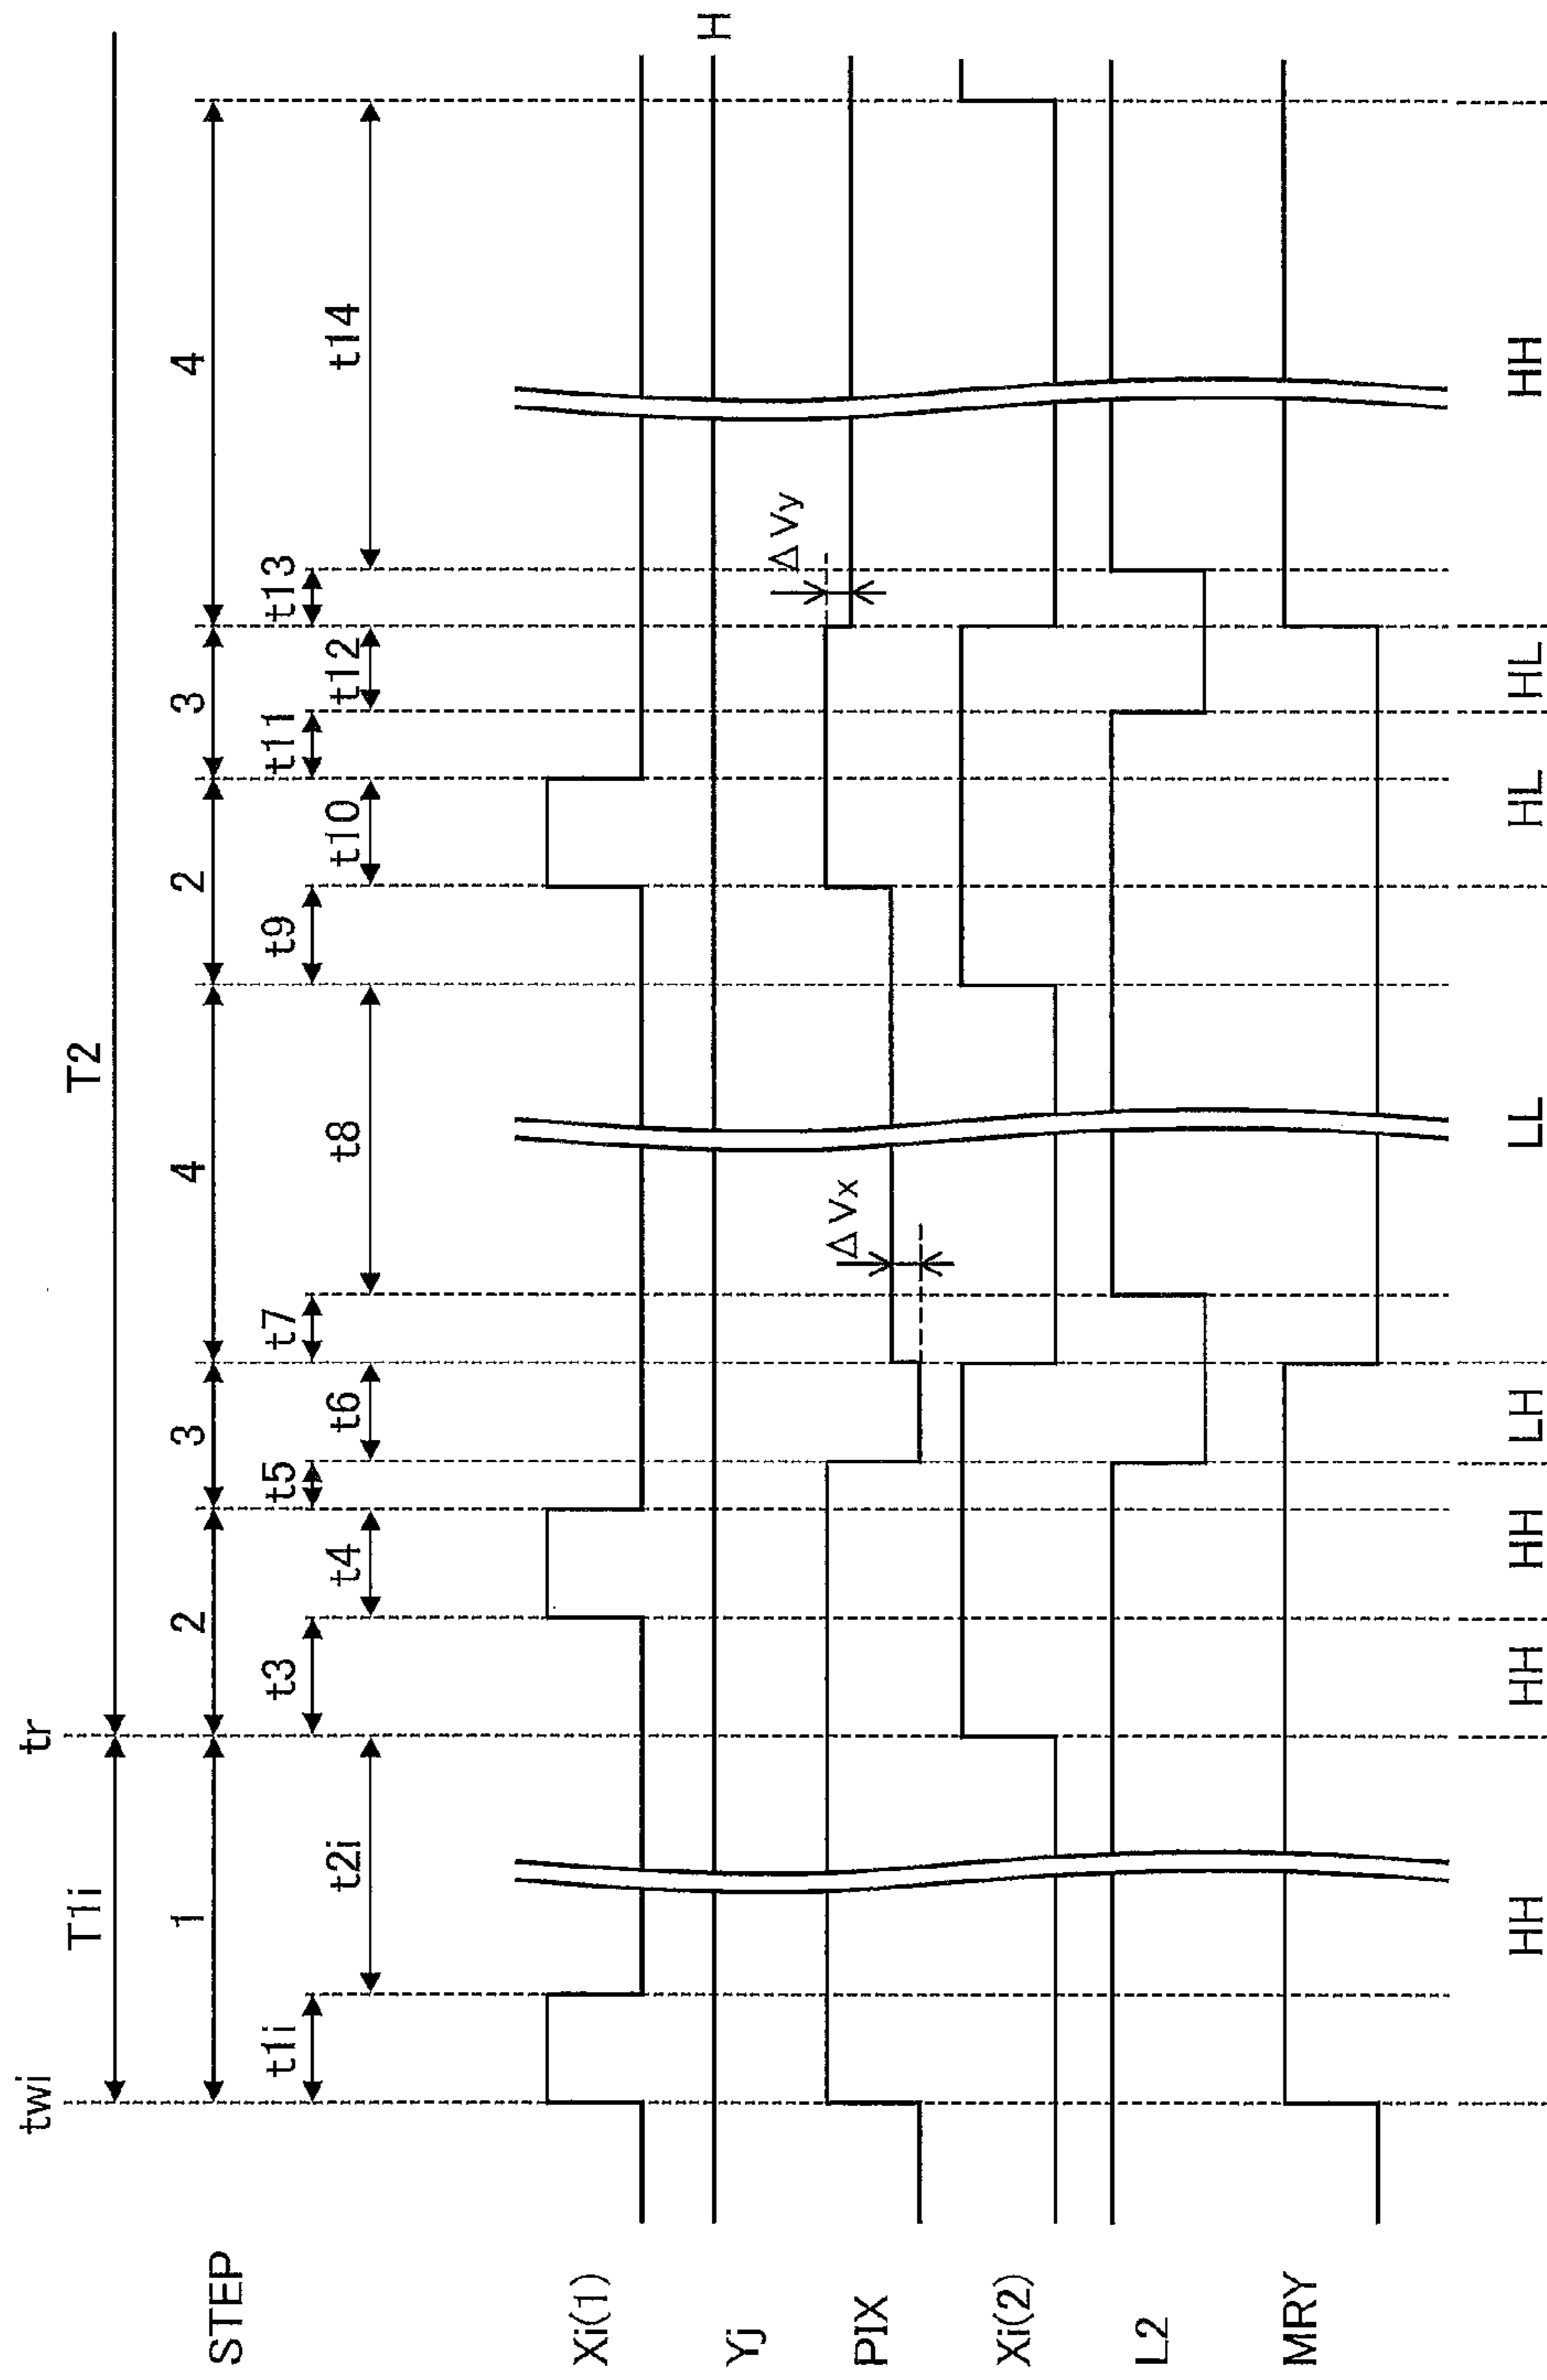 twi tr
T1i T2
STEP 1 2 3 4 2 3 4
t1i t3 t5 t7 t9 t11 t13
t2i t4 t6 t8 t10 t12 t14
Xi(1)
Yj H
PIX ΔVx ΔVy
Xi(2)
L2
MRY
HH HH HH LH LL HL HL HH